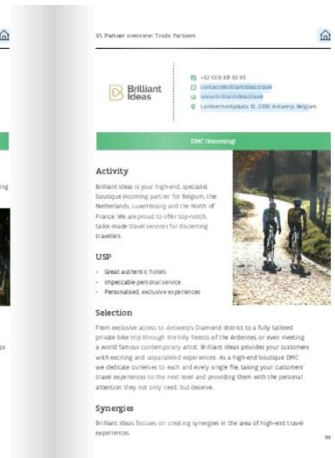 VS Partner overview: Trade Partners
Brilliant
Ideas
contact@brilliantideas.travel
www.brilliantideas.travel
Lambermontplaats 12, 2000 Antwerp, Belgium
DMC (Incoming)
Activity
Brilliant Ideas is your high-end, specialist
boutique incoming partner for Belgium, the
Netherlands, Luxembourg and the North of
France. We are proud to offer top-notch,
tailor-made travel services for discerning
travellers.
USP
- Great authentic hotels
- Impeccable personal service
- Personalised, exclusive experiences
Selection
From exclusive access to Antwerp's Diamond district to a fully tailored
private bike trip through the hilly forests of the Ardennes, or even meeting
a world famous contemporary artist. Brilliant Ideas provides your customers
with exciting and unparalleled experiences. As a high-end boutique DMC
we dedicate ourselves to each and every single file, taking your customers'
travel experiences to the next level and providing them with the personal
attention they not only need, but deserve.
Synergies
Brilliant Ideas focuses on creating synergies in the area of high-end travel
experiences.